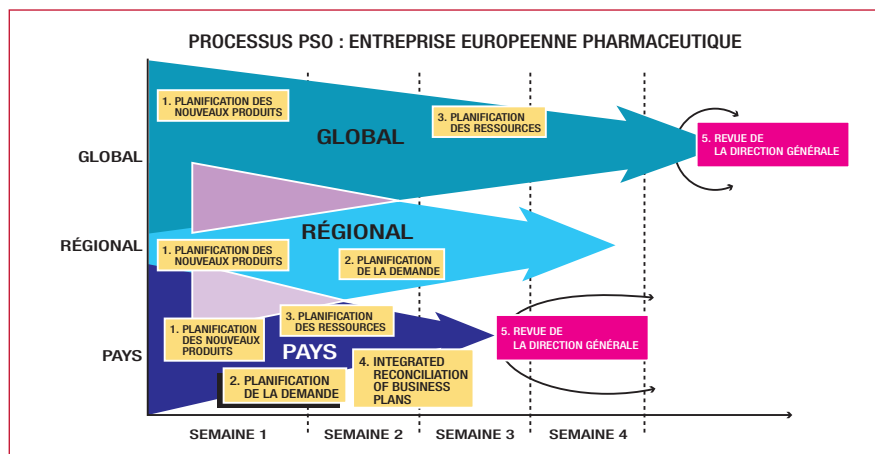 PROCESSUS PSO : ENTREPRISE EUROPEENNE PHARMACEUTIQUE
1. PLANIFICATION DES
NOUVEAUX PRODUITS
3. PLANIFICATION
DES RESSOURCES
GLOBAL
5. REVUE DE
LA DIRECTION GÉNÉRALE
GLOBAL
RÉGIONAL
RÉGIONAL
1. PLANIFICATION DES
NOUVEAUX PRODUITS
2. PLANIFICATION
DE LA DEMANDE
3. PLANIFICATION
DES RESSOURCES
1. PLANIFICATION
DES NOUVEAUX
PRODUITS
5. REVUE DE
LA DIRECTION GÉNÉRALE
PAYS
PAYS
4. INTEGRATED
RECONCILIATION
OF BUSINESS
PLANS
2. PLANIFICATION
DE LA DEMANDE
SEMAINE 1
SEMAINE 2
SEMAINE 3
SEMAINE 4